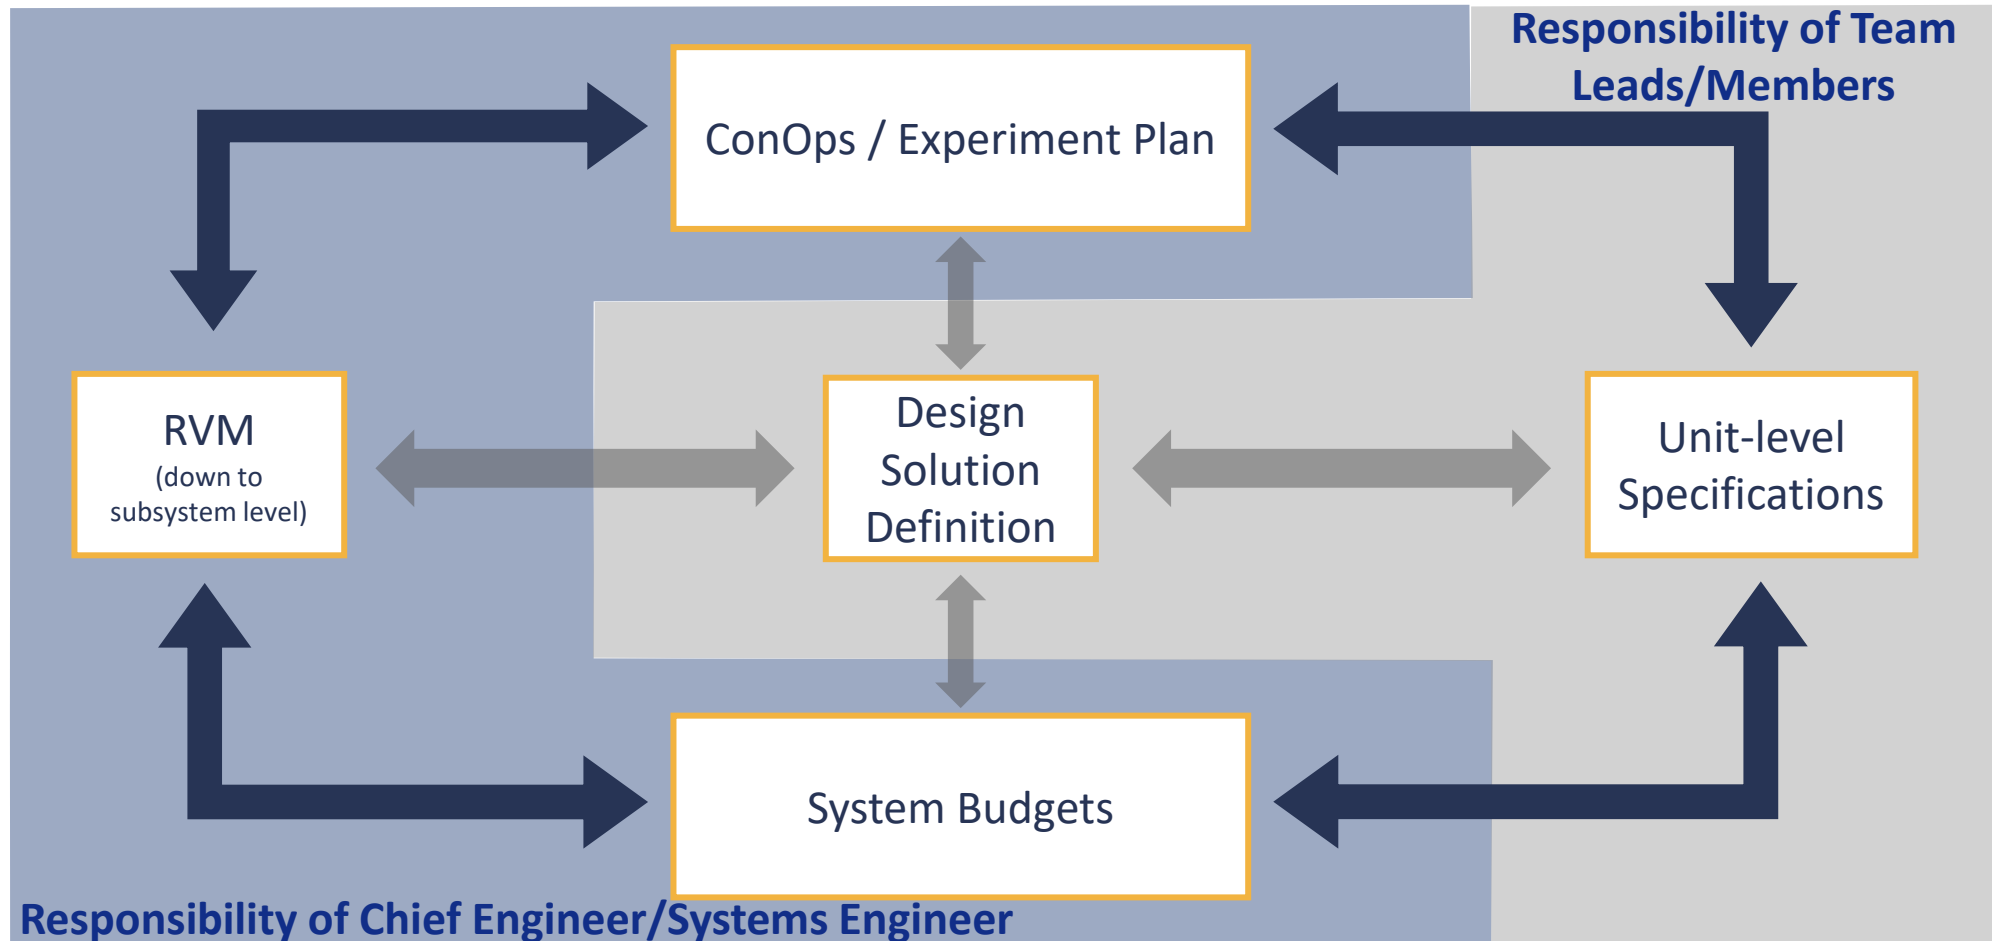 Responsibility of Team
Leads/Members
ConOps / Experiment Plan
RVM
(down to
subsystem level)
Design
Solution
Definition
Unit-level
Specifications
System Budgets
Responsibility of Chief Engineer/Systems Engineer